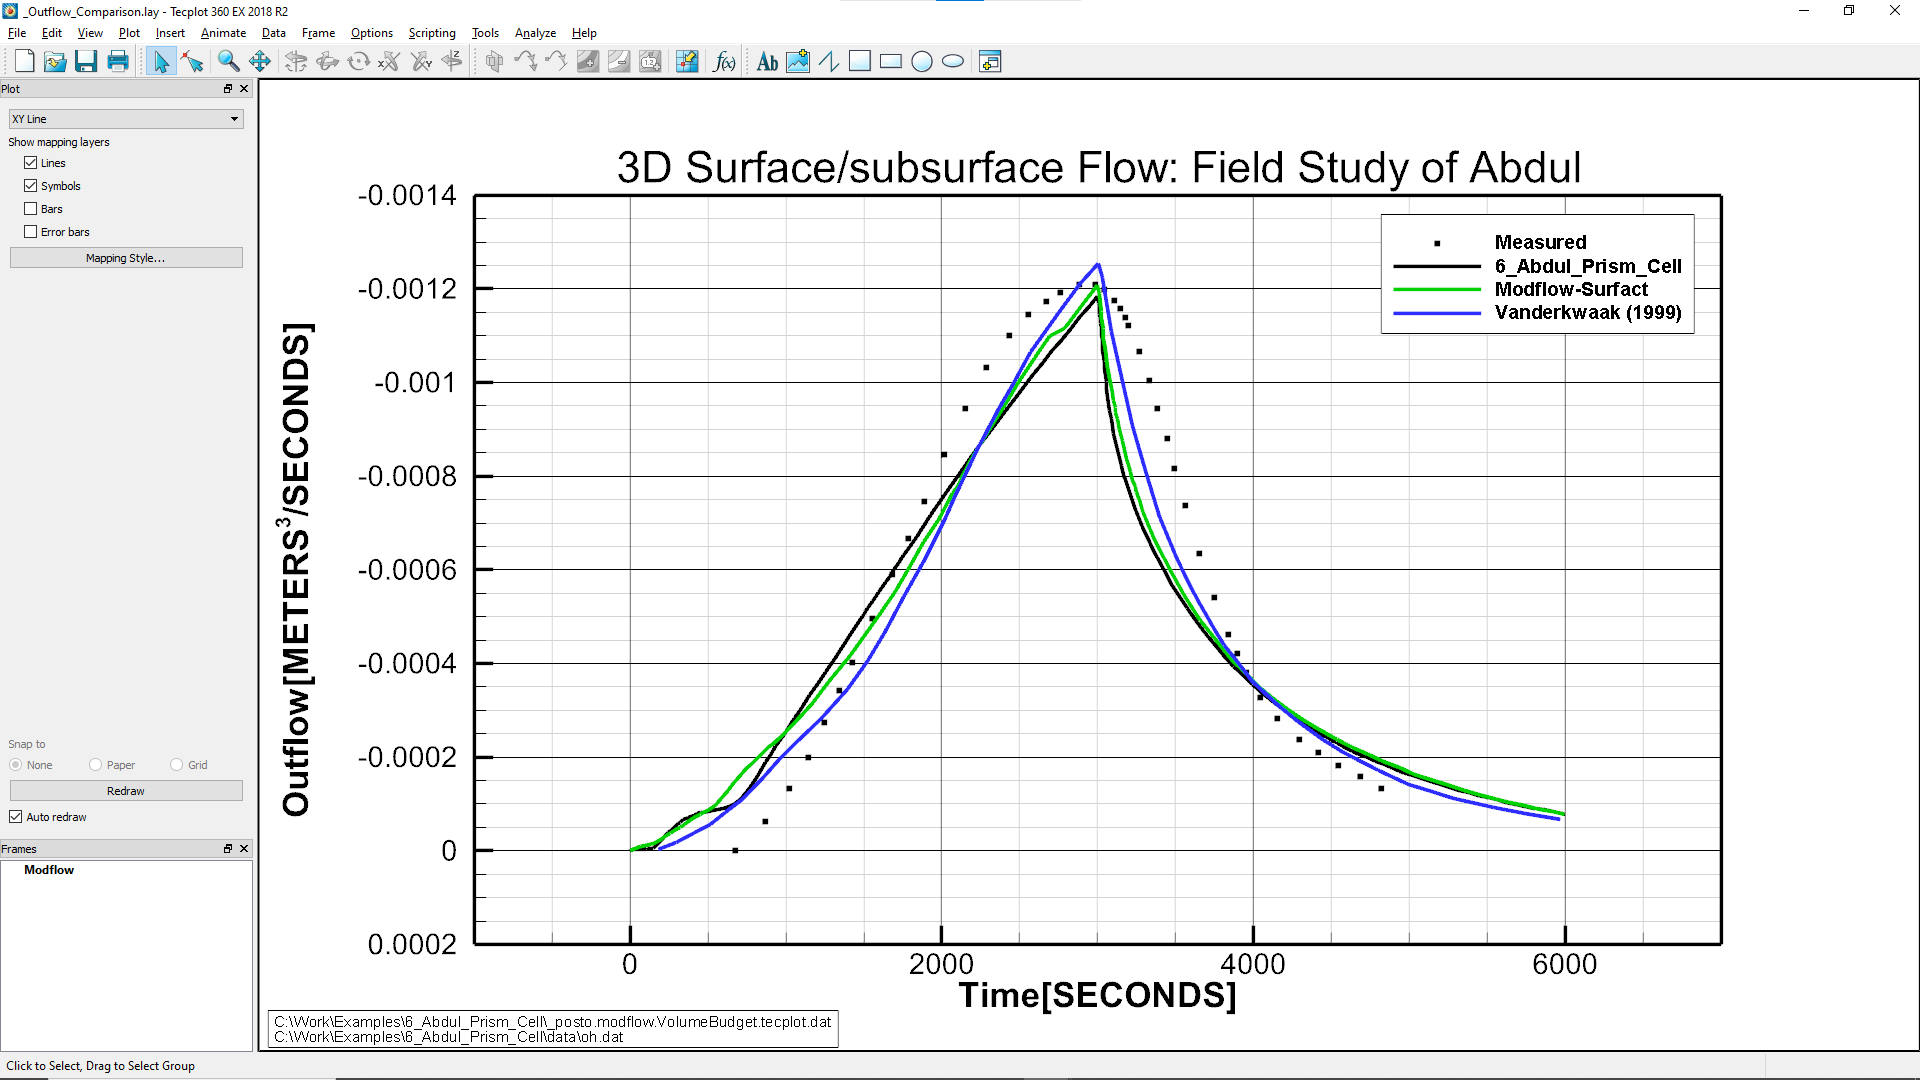 _Outflow_Comparison.lay - Tecplot 360 EX 2018 R2
File Edit View Plot Insert Animate Data Frame Options Scripting Tools Analyze Help
Plot
XY Line
Show mapping layers
Lines
Symbols
Bars
Error bars
Mapping Style...
Snap to
None Paper Grid
Redraw
Auto redraw
Frames
Modflow
3D Surface/subsurface Flow: Field Study of Abdul
Measured
6_Abdul_Prism_Cell
Modflow-Surfact
Vanderkwaak (1999)
Outflow[METERS³/SECONDS]
-0.0014
-0.0012
-0.001
-0.0008
-0.0006
-0.0004
-0.0002
0
0.0002
0 2000 4000 6000
Time[SECONDS]
C:\Work\Examples\6_Abdul_Prism_Cell\_posto.modflow.VolumeBudget.tecplot.dat
C:\Work\Examples\6_Abdul_Prism_Cell\data\oh.dat
Click to Select, Drag to Select Group